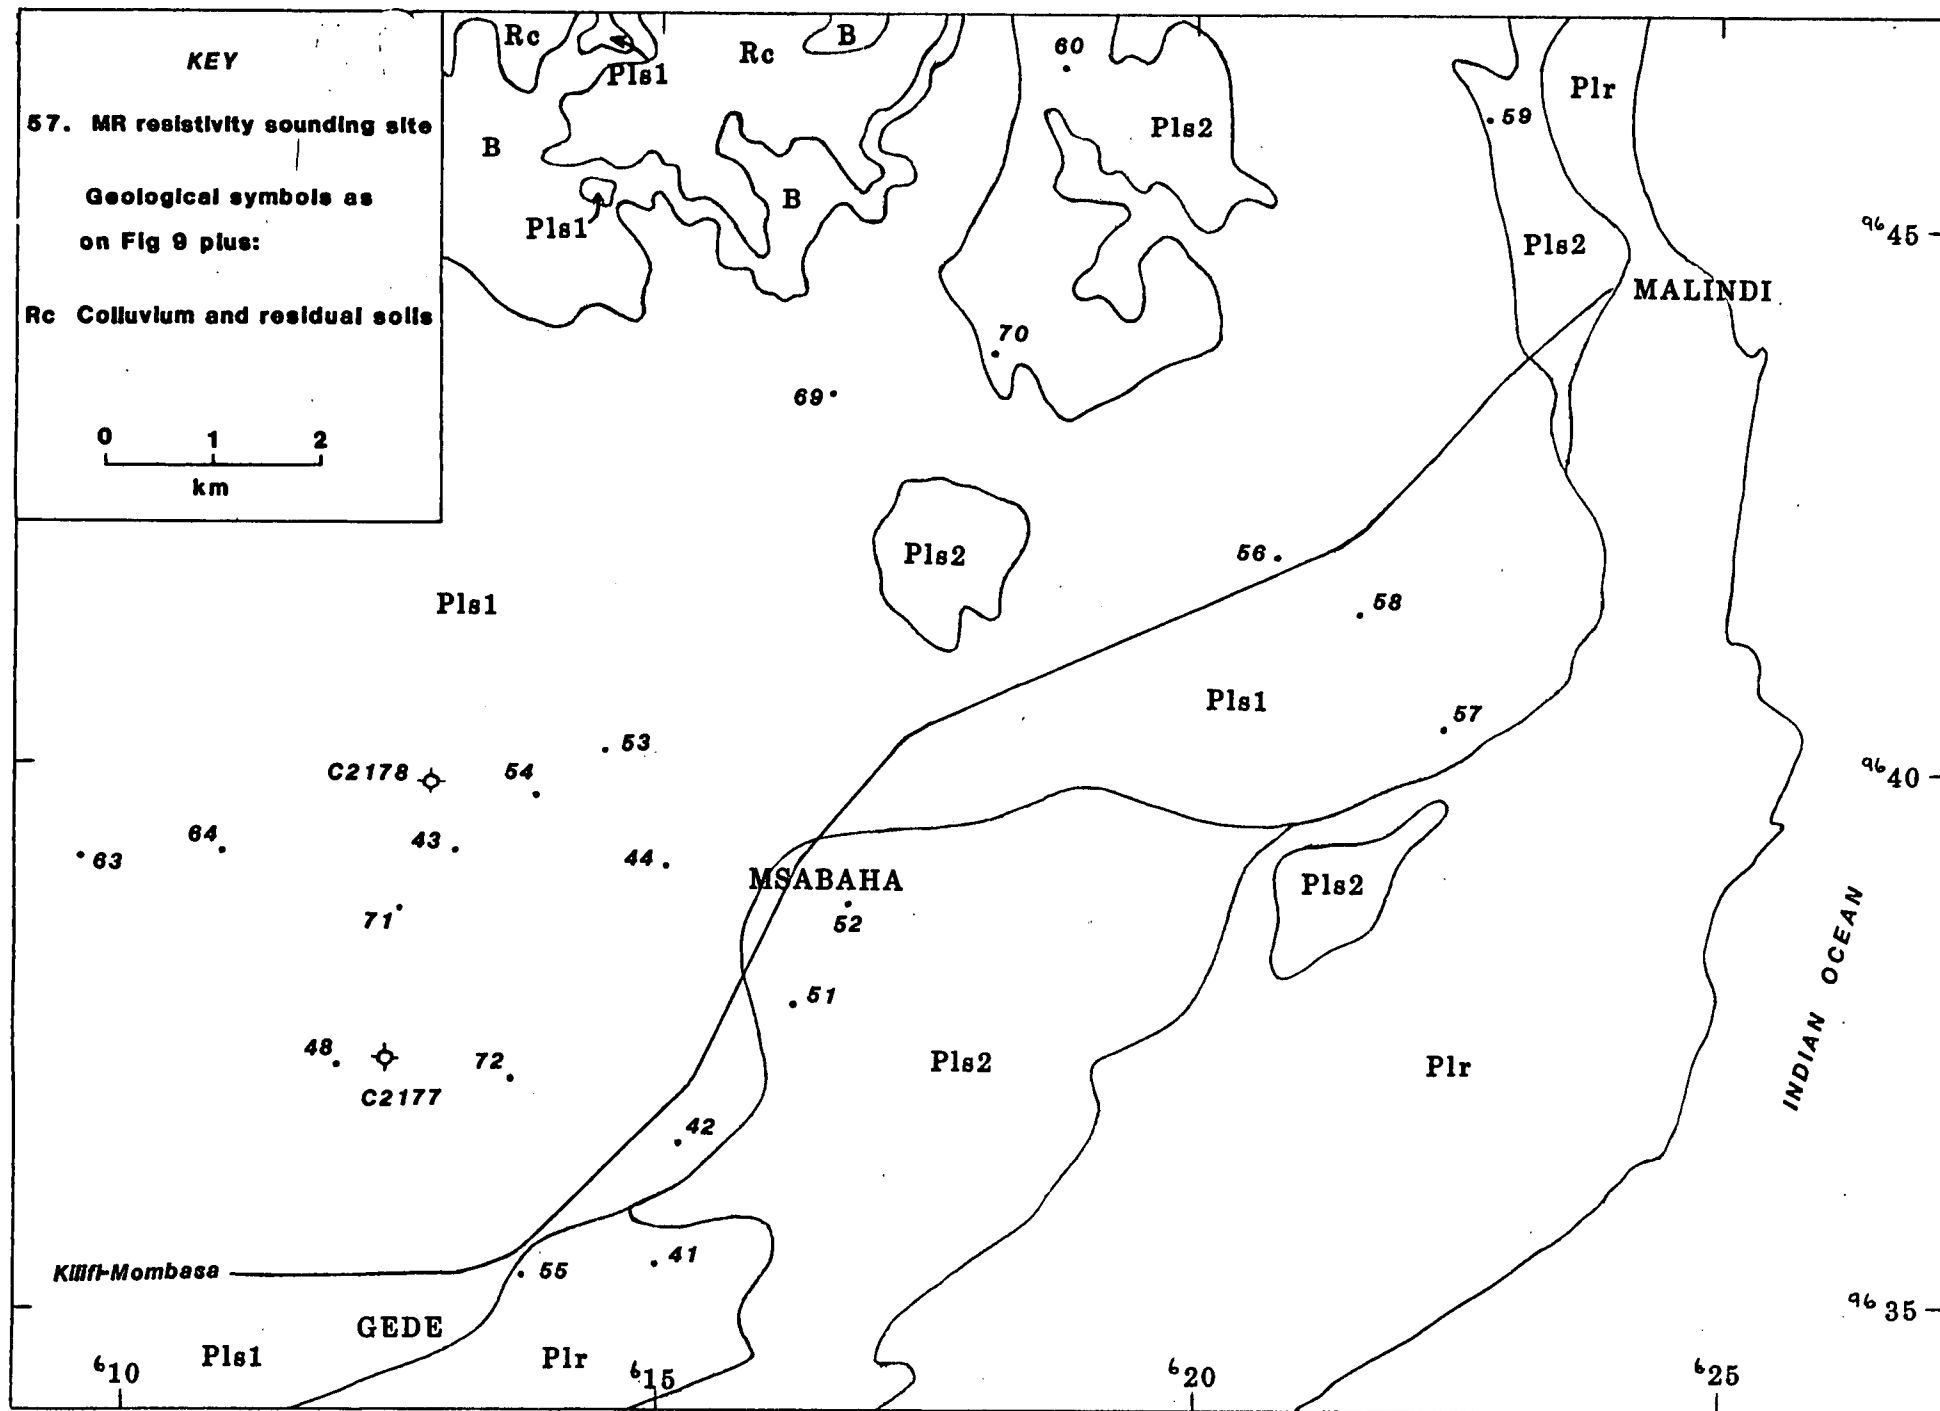 KEY
57. MR resistivity sounding site
Geological symbols as
on Fig 9 plus:
Rc Colluvium and residual soils
0 1 2
km
Rc
Pls1
Rc
B
60
Plr
59
Pls2
B
B
Pls1
Pls2
9645
MALINDI
70
69
Pls2
56
58
Pls1
Pls1
57
53
C2178
54
9640
64
43
44
63
MSABAHA
Pls2
71
52
51
INDIAN OCEAN
48
72
Pls2
Plr
C2177
42
41
Kilifi-Mombasa
55
9635
GEDE
Pls1
Plr
610
615
620
625